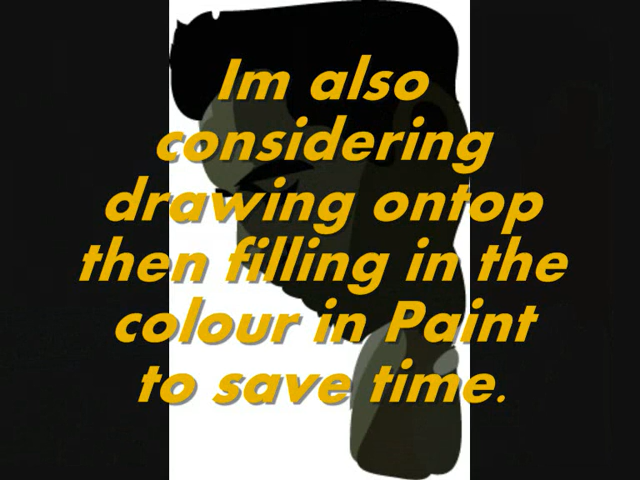 Im also
considering
drawing ontop
then filling in the
colour in Paint
to save time.